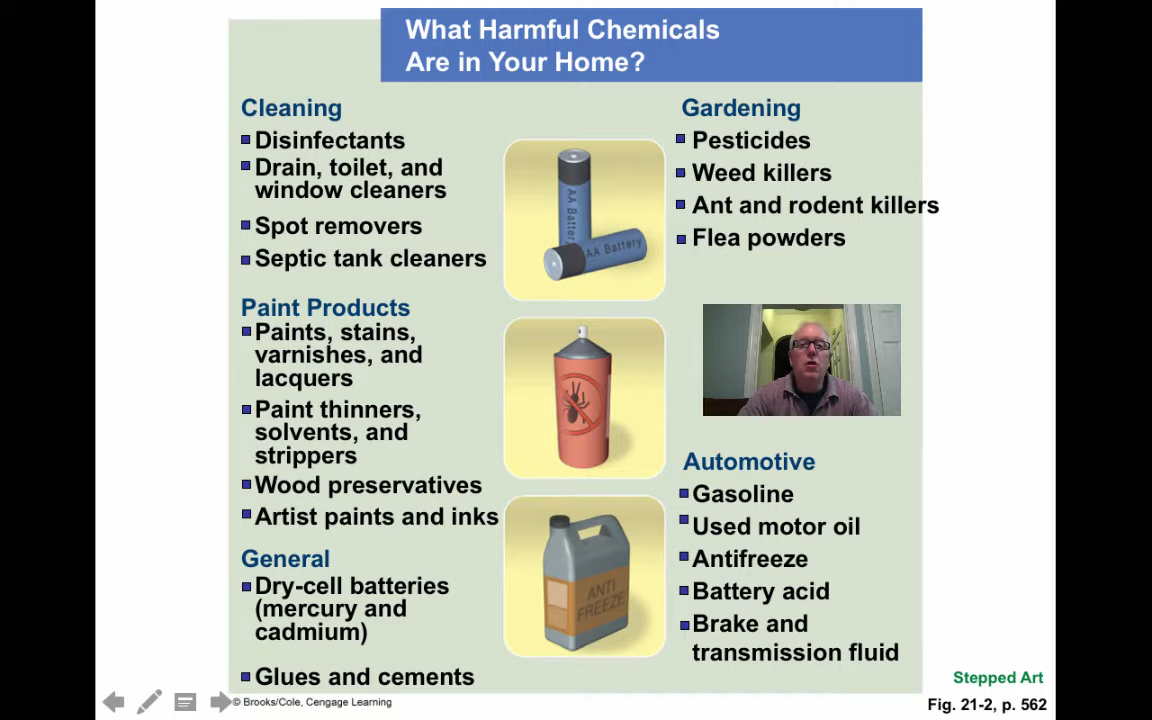 What Harmful Chemicals
Are in Your Home?
Cleaning
Disinfectants
Drain, toilet, and
window cleaners
Spot removers
Septic tank cleaners
Paint Products
Paints, stains,
varnishes, and
lacquers
Paint thinners,
solvents, and
strippers
Wood preservatives
Artist paints and inks
General
Dry-cell batteries
(mercury and
cadmium)
Glues and cements
AA Battery
AA Battery
ANTI
FREEZE
Gardening
Pesticides
Weed killers
Ant and rodent killers
Flea powders
Automotive
Gasoline
Used motor oil
Antifreeze
Battery acid
Brake and
transmission fluid
Stepped Art
© Brooks/Cole, Cengage Learning
Fig. 21-2, p. 562